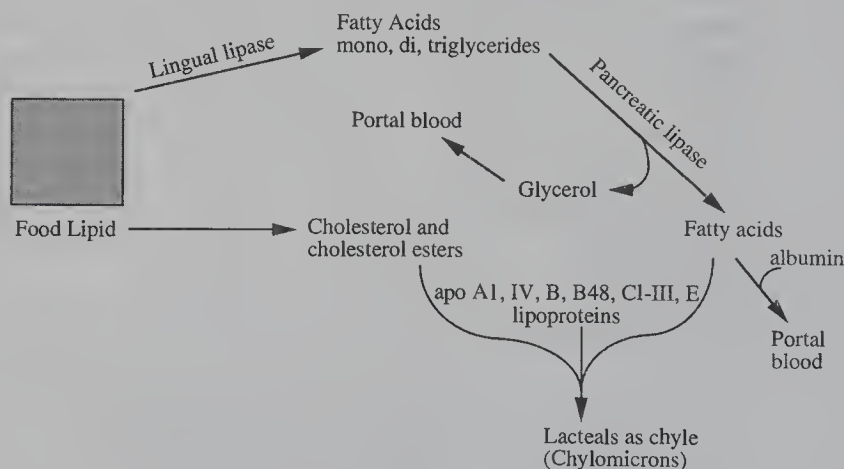 Fatty Acids
mono, di, triglycerides
Lingual lipase
Pancreatic lipase
Portal blood
Glycerol
Food Lipid
Cholesterol and
cholesterol esters
Fatty acids
albumin
apo A1, IV, B, B48, Cl-III, E
lipoproteins
Portal
blood
Lacteals as chyle
(Chylomicrons)